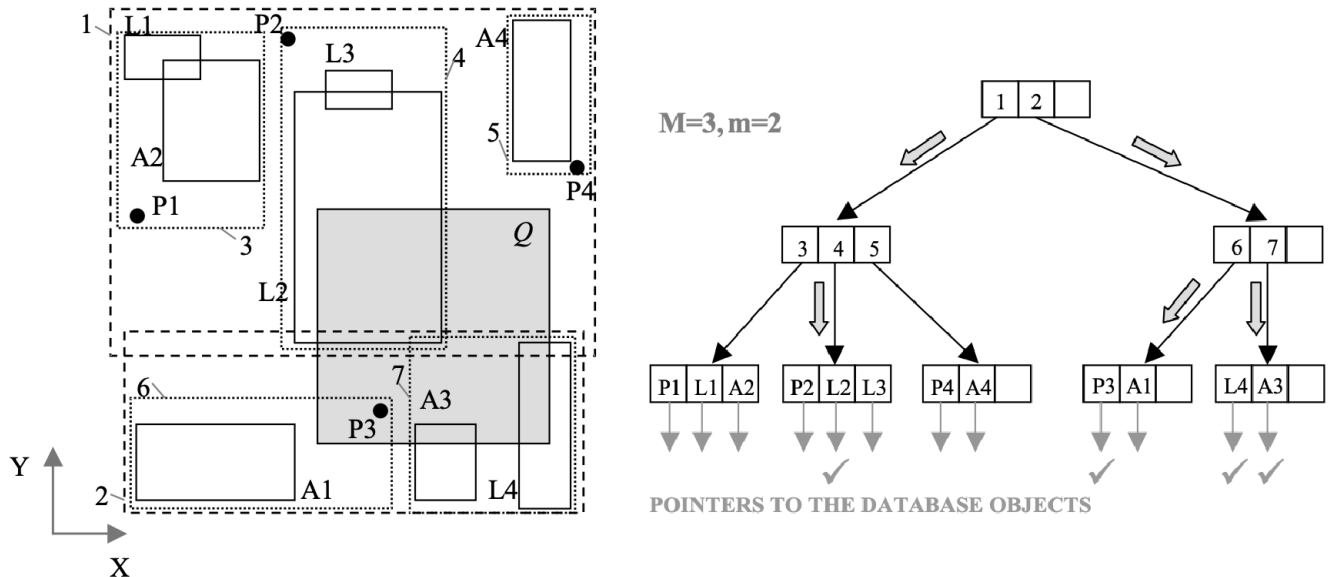 1
L1
P2
A4
L3
4
A2
5
P1
P4
3
Q
L2
6
7
A3
P3
Y
2
A1
L4
X
M=3, m=2
1 2
3 4 5
6 7
P1 L1 A2
P2 L2 L3
P4 A4
P3 A1
L4 A3
POINTERS TO THE DATABASE OBJECTS